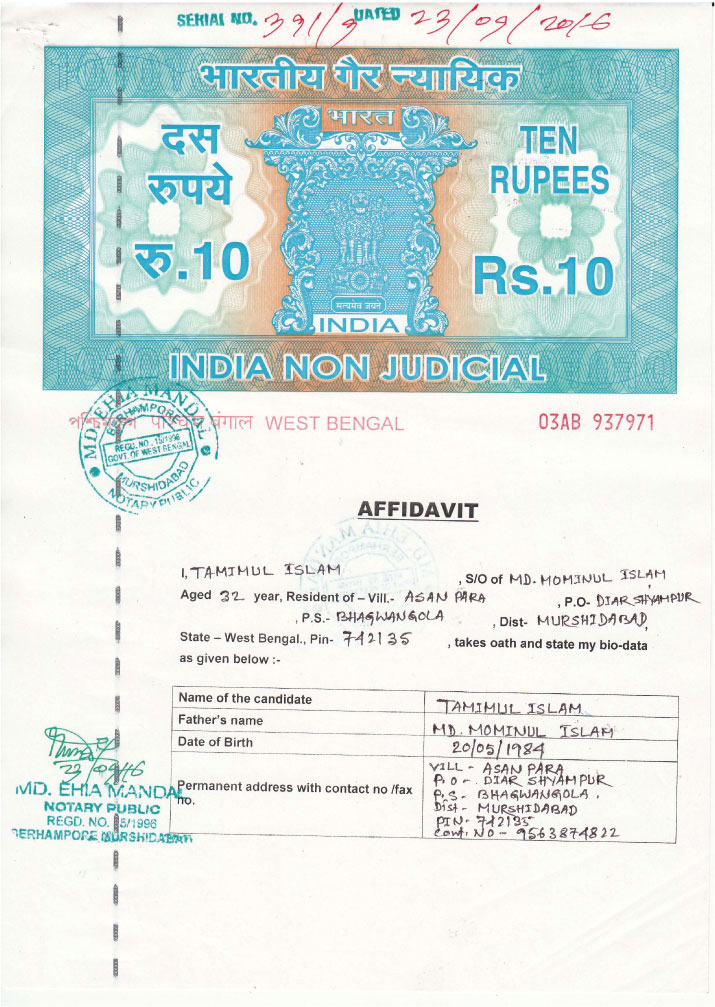 SERIAL NO. 391/9 DATED 23/09/2016
भारतीय गैर न्यायिक
भारत
दस
रुपये
रु.10
TEN
RUPEES
Rs.10
सत्यमेव जयते
INDIA
INDIA NON JUDICIAL
पश्चिम बंगाल WEST BENGAL
03AB 937971
MD. EHIA MANDAL
BERHAMPORE
REGD. NO. 15/1996
GOVT. OF WEST BENGAL
MURSHIDABAD
NOTARY PUBLIC
AFFIDAVIT
I, TAMIMUL ISLAM , S/O of MD. MOMINUL ISLAM
Aged 32 year, Resident of – Vill.- ASAN PARA , P.O- DIAR SHYAMPUR
, P.S.- BHAGWANGOLA , Dist- MURSHIDABAD,
State – West Bengal., Pin- 742135 , takes oath and state my bio-data
as given below :-
Name of the candidate TAMIMUL ISLAM
Father's name MD. MOMINUL ISLAM
Date of Birth 20/05/1984
Permanent address with contact no /fax no.
VILL - ASAN PARA
P.O - DIAR SHYAMPUR
P.S - BHAGWANGOLA.
Dist - MURSHIDABAD
PIN - 742135
Cont. NO - 9563874822
23/09/16
MD. EHIA MANDAL
NOTARY PUBLIC
REGD. NO. 15/1996
BERHAMPORE MURSHIDABAD